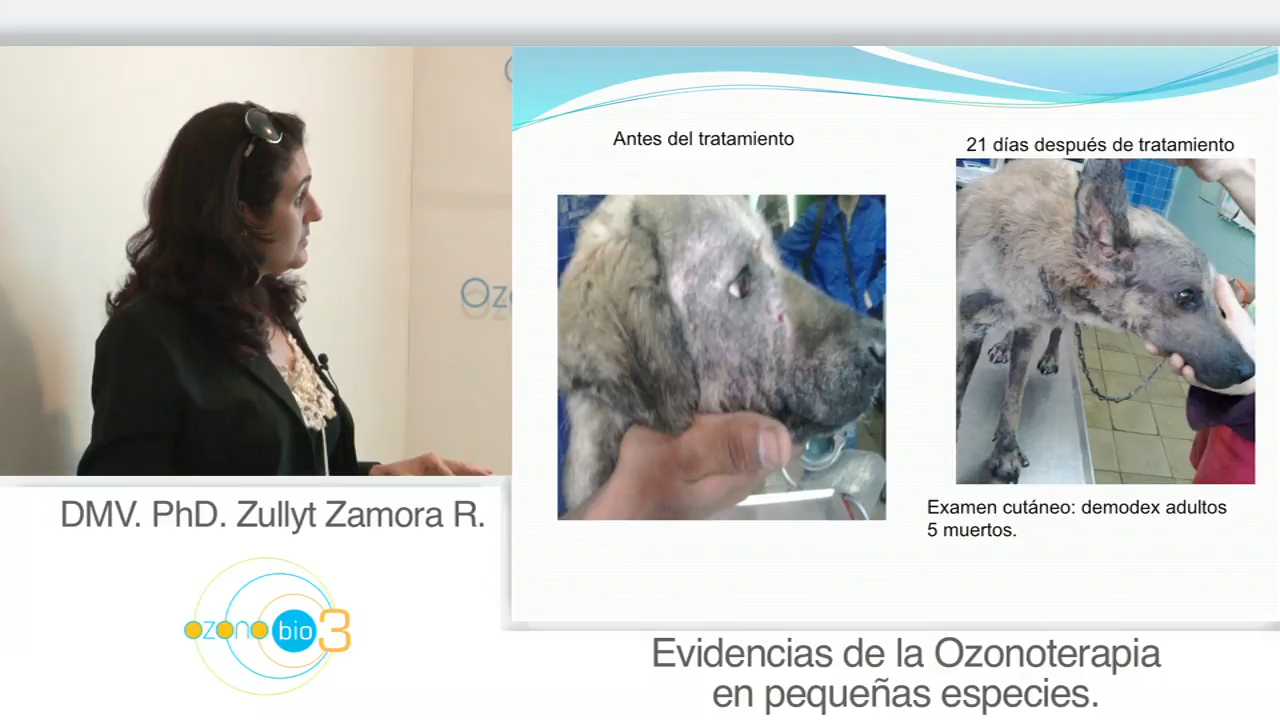 Antes del tratamiento
21 días después de tratamiento
Oz
Examen cutáneo: demodex adultos
5 muertos.
DMV. PhD. Zullyt Zamora R.
ozono bio 3
Evidencias de la Ozonoterapia
en pequeñas especies.